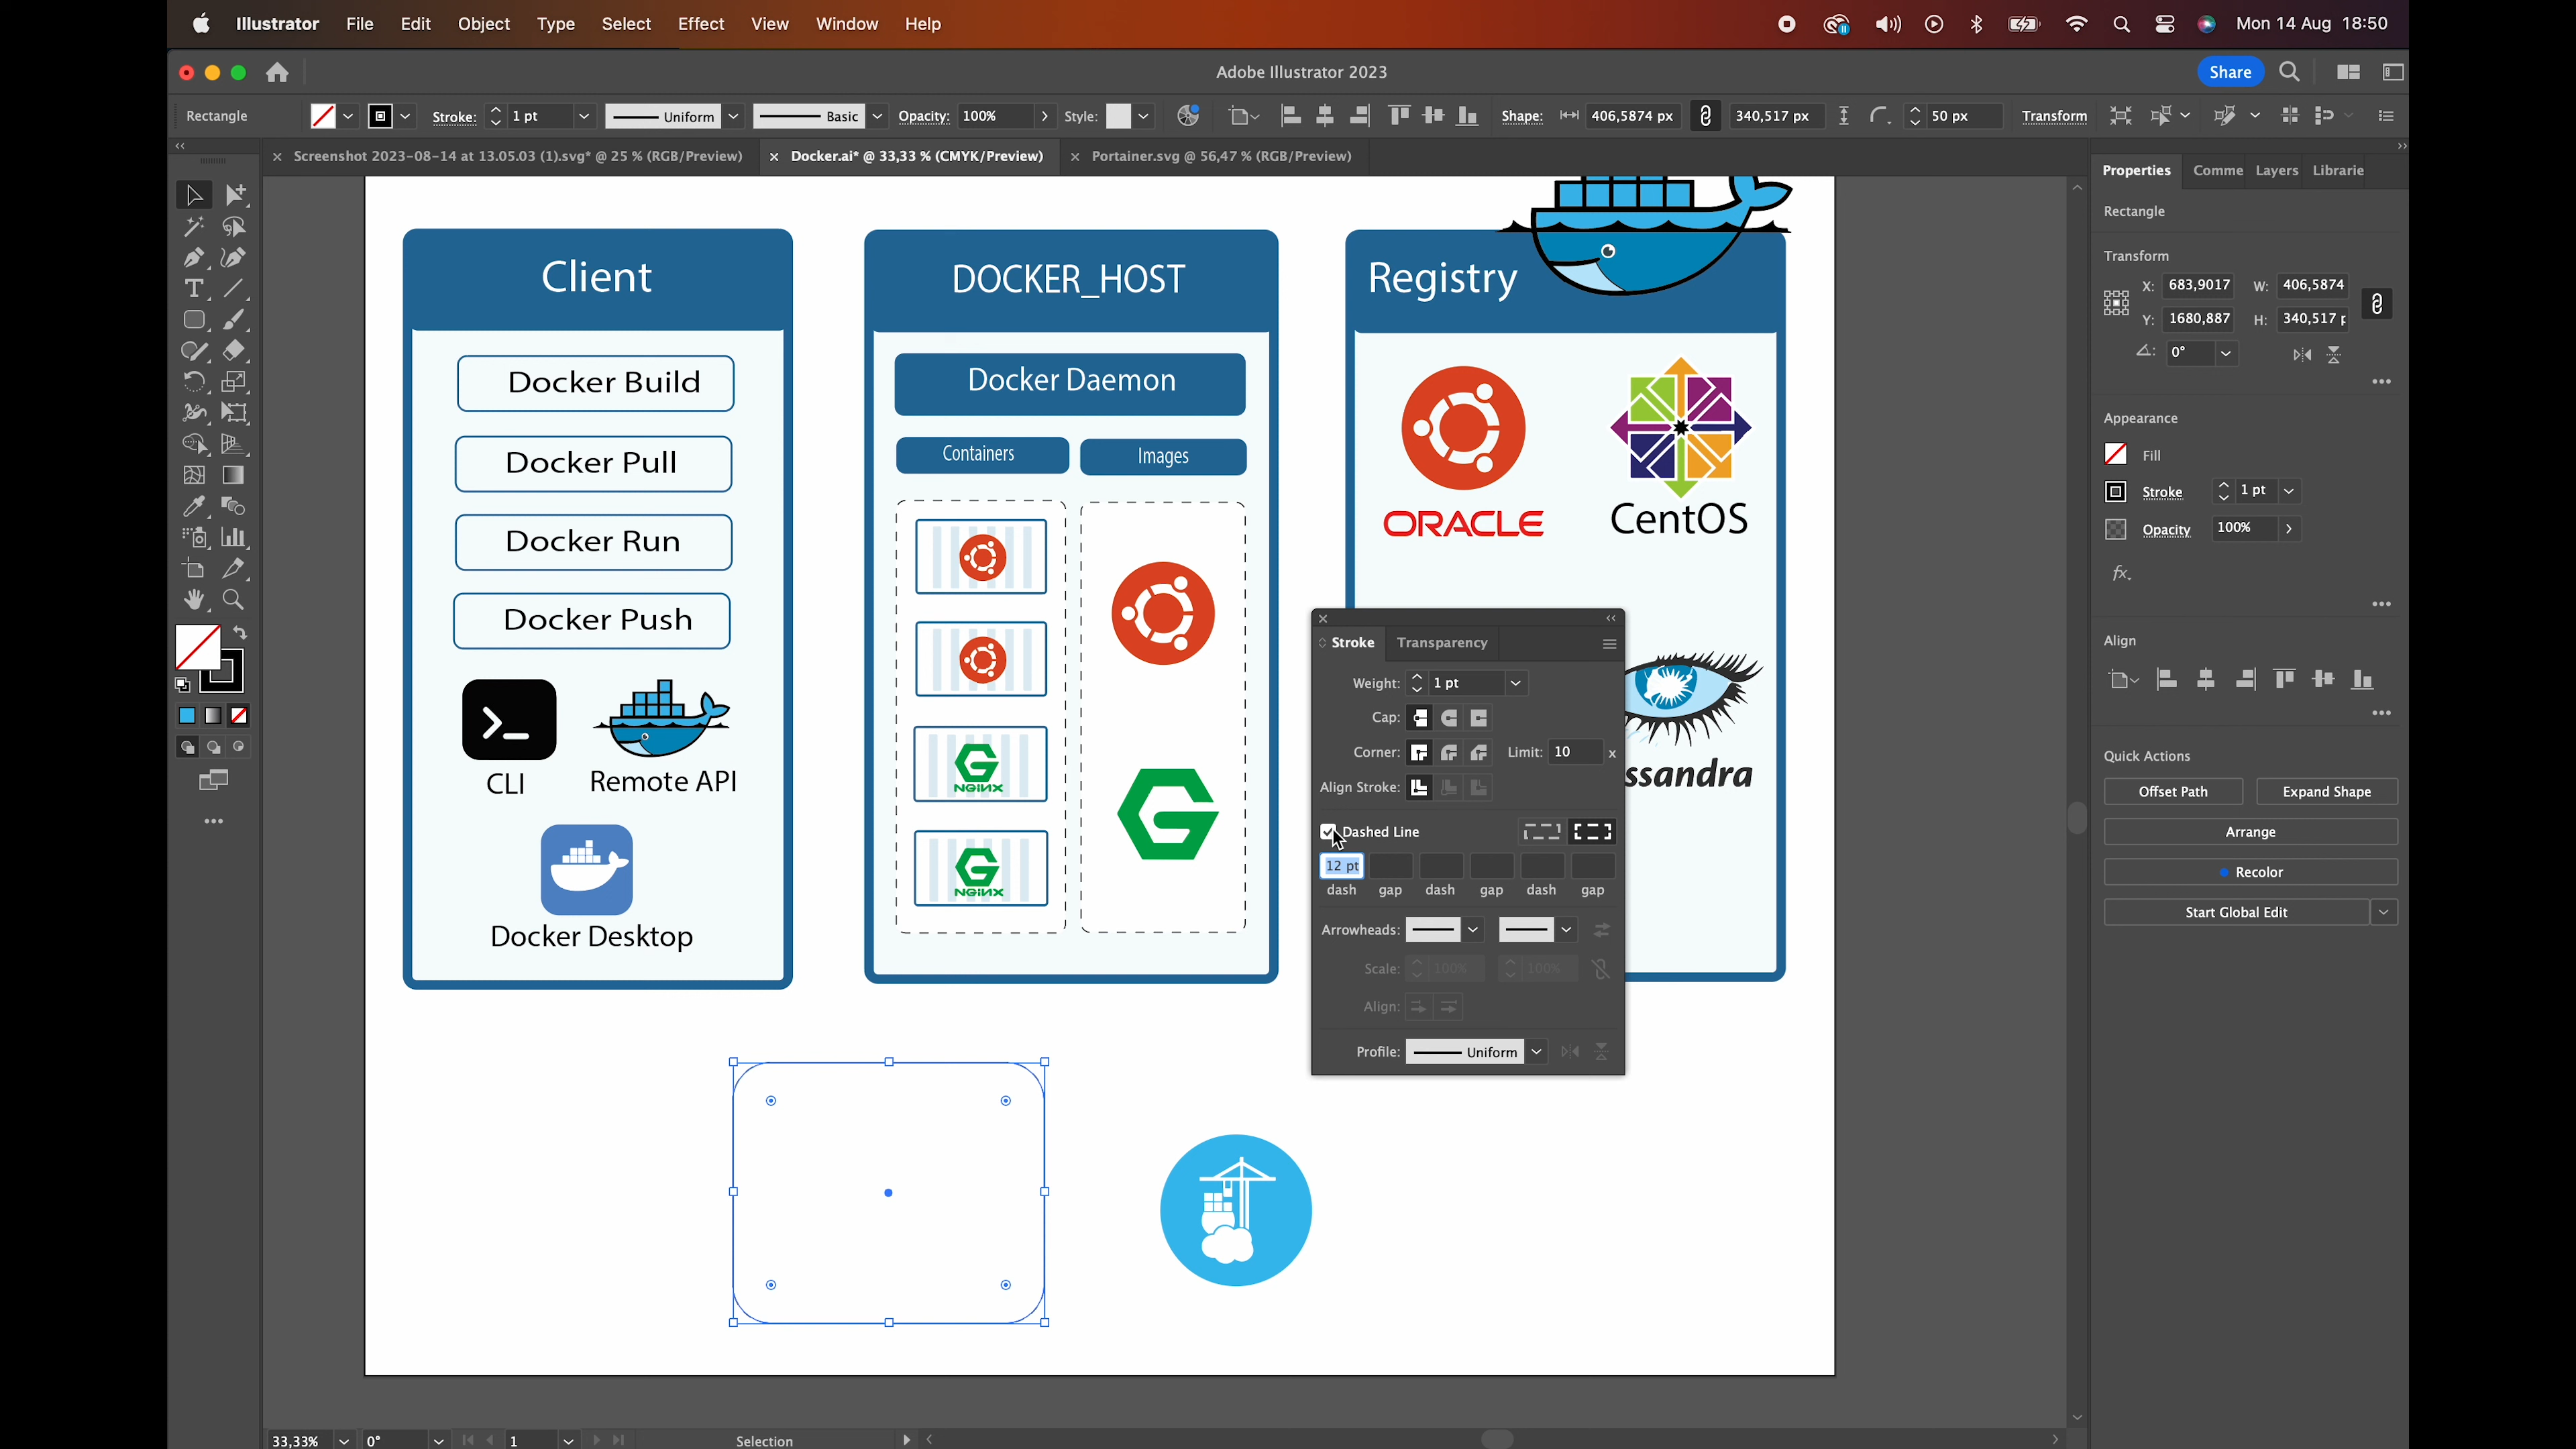 Illustrator File Edit Object Type Select Effect View Window Help
Mon 14 Aug 18:50
Adobe Illustrator 2023
Share
Rectangle
Stroke: 1 pt
Uniform
Basic
Opacity: 100%
Style:
Shape: 406,5874 px 340,517 px
50 px
Transform
Screenshot 2023-08-14 at 13.05.03 (1).svg* @ 25 % (RGB/Preview)
Docker.ai* @ 33,33 % (CMYK/Preview)
Portainer.svg @ 56,47 % (RGB/Preview)
Client
Docker Build
Docker Pull
Docker Run
Docker Push
CLI
Remote API
Docker Desktop
DOCKER_HOST
Docker Daemon
Containers
Images
NGiNX
NGiNX
Registry
ORACLE
CentOS
ssandra
Stroke Transparency
Weight: 1 pt
Cap:
Corner: Limit: 10 x
Align Stroke:
Dashed Line
12 pt
dash gap dash gap dash gap
Arrowheads:
Scale: 100% 100%
Align:
Profile: Uniform
Properties Comme Layers Librarie
Rectangle
Transform
X: 683,9017 W: 406,5874
Y: 1680,887 H: 340,517 p
0°
Appearance
Fill
Stroke 1 pt
Opacity 100%
fx.
Align
Quick Actions
Offset Path Expand Shape
Arrange
Recolor
Start Global Edit
33,33% 0° 1 Selection